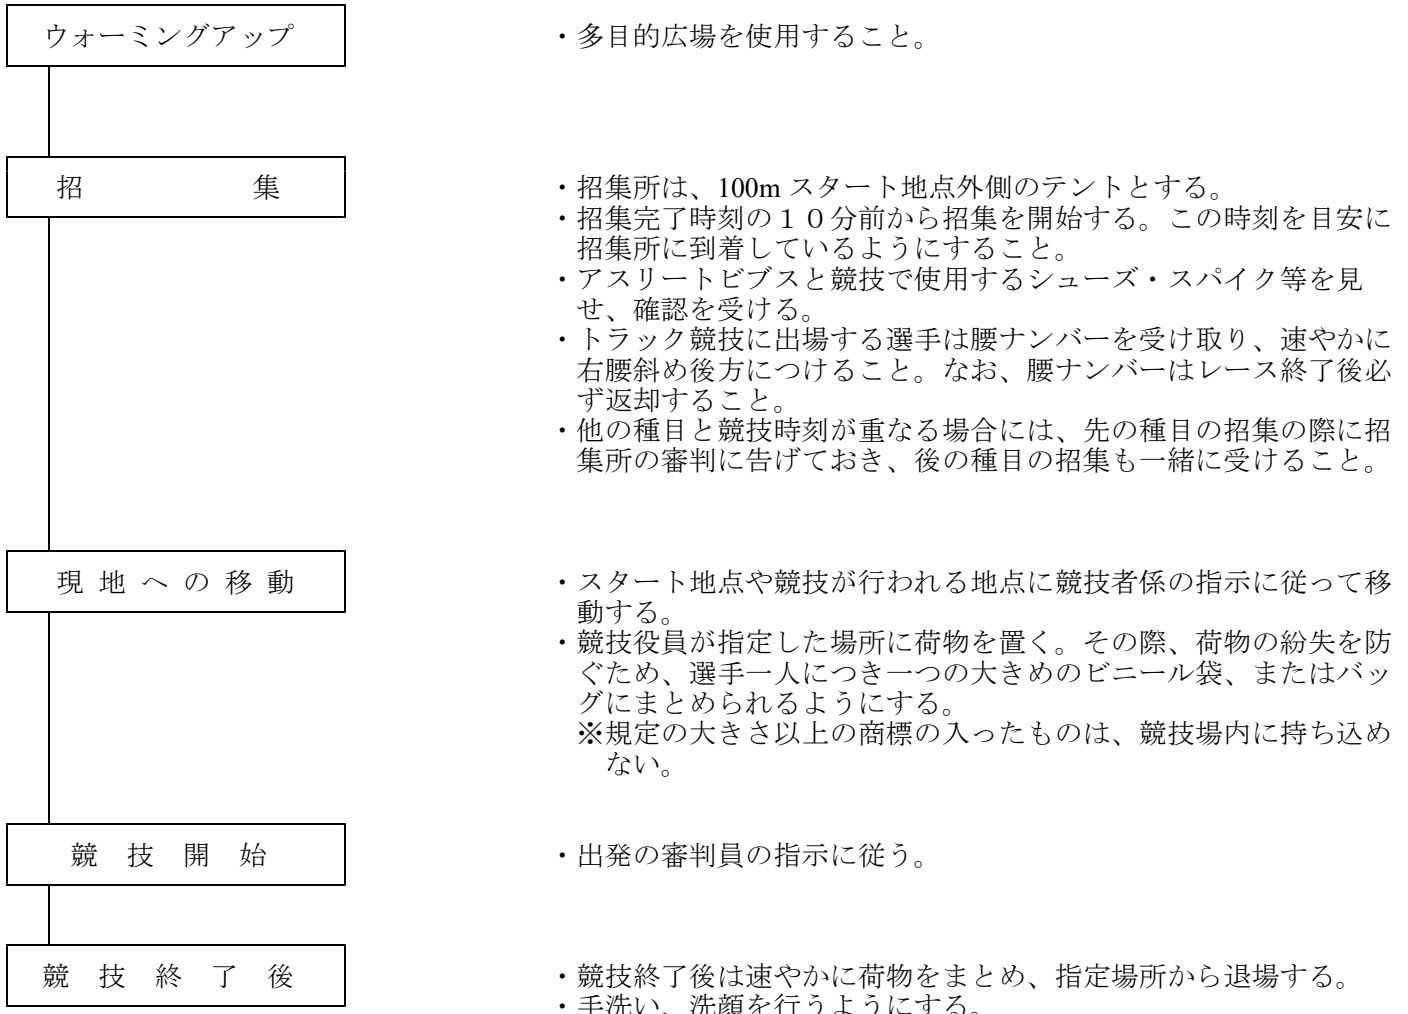 ウォーミングアップ
・多目的広場を使用すること。
招　　　　　　集
・招集所は、100m スタート地点外側のテントとする。
・招集完了時刻の１０分前から招集を開始する。この時刻を目安に
招集所に到着しているようにすること。
・アスリートビブスと競技で使用するシューズ・スパイク等を見
せ、確認を受ける。
・トラック競技に出場する選手は腰ナンバーを受け取り、速やかに
右腰斜め後方につけること。なお、腰ナンバーはレース終了後必
ず返却すること。
・他の種目と競技時刻が重なる場合には、先の種目の招集の際に招
集所の審判に告げておき、後の種目の招集も一緒に受けること。
現 地 へ の 移 動
・スタート地点や競技が行われる地点に競技者係の指示に従って移
動する。
・競技役員が指定した場所に荷物を置く。その際、荷物の紛失を防
ぐため、選手一人につき一つの大きめのビニール袋、またはバッ
グにまとめられるようにする。
※規定の大きさ以上の商標の入ったものは、競技場内に持ち込め
ない。
競　技　開　始
・出発の審判員の指示に従う。
競　技　終　了　後
・競技終了後は速やかに荷物をまとめ、指定場所から退場する。
・手洗い、洗顔を行うようにする。